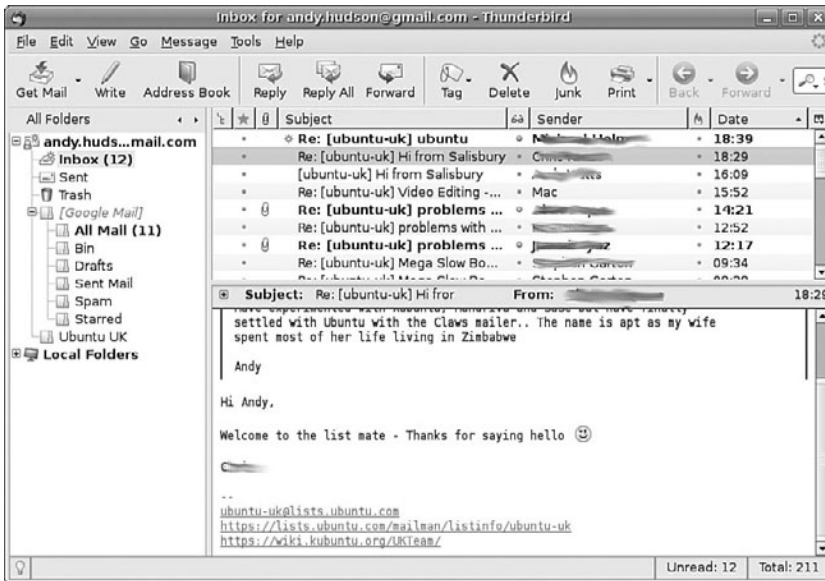 Inbox for andy.hudson@gmail.com - Thunderbird
File Edit View Go Message Tools Help
Get Mail Write Address Book Reply Reply All Forward Tag Delete Junk Print Back Forward
All Folders
Subject Sender Date
andy.huds...mail.com
Inbox (12)
Sent
Trash
[Google Mail]
All Mail (11)
Bin
Drafts
Sent Mail
Spam
Starred
Ubuntu UK
Local Folders
Re: [ubuntu-uk] ubuntu 18:39
Re: [ubuntu-uk] Hi from Salisbury 18:29
[ubuntu-uk] Hi from Salisbury 16:09
Re: [ubuntu-uk] Video Editing -... Mac 15:52
Re: [ubuntu-uk] problems ... 14:21
Re: [ubuntu-uk] problems with ... 12:52
Re: [ubuntu-uk] problems ... 12:17
Re: [ubuntu-uk] Mega Slow Bo... 09:34
Subject: Re: [ubuntu-uk] Hi fror From: 18:29
settled with Ubuntu with the Claws mailer.. The name is apt as my wife
spent most of her life living in Zimbabwe
Andy
Hi Andy,
Welcome to the list mate - Thanks for saying hello
--
ubuntu-uk@lists.ubuntu.com
https://lists.ubuntu.com/mailman/listinfo/ubuntu-uk
https://wiki.kubuntu.org/UKTeam/
Unread: 12 Total: 211